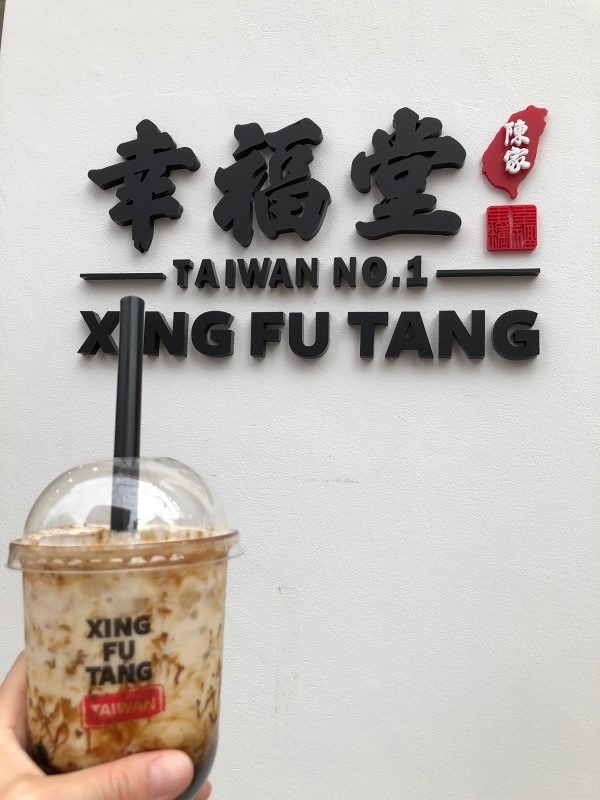 幸福堂
陳家
TAIWAN NO.1
XING FU TANG
XING
FU
TANG
TAIWAN